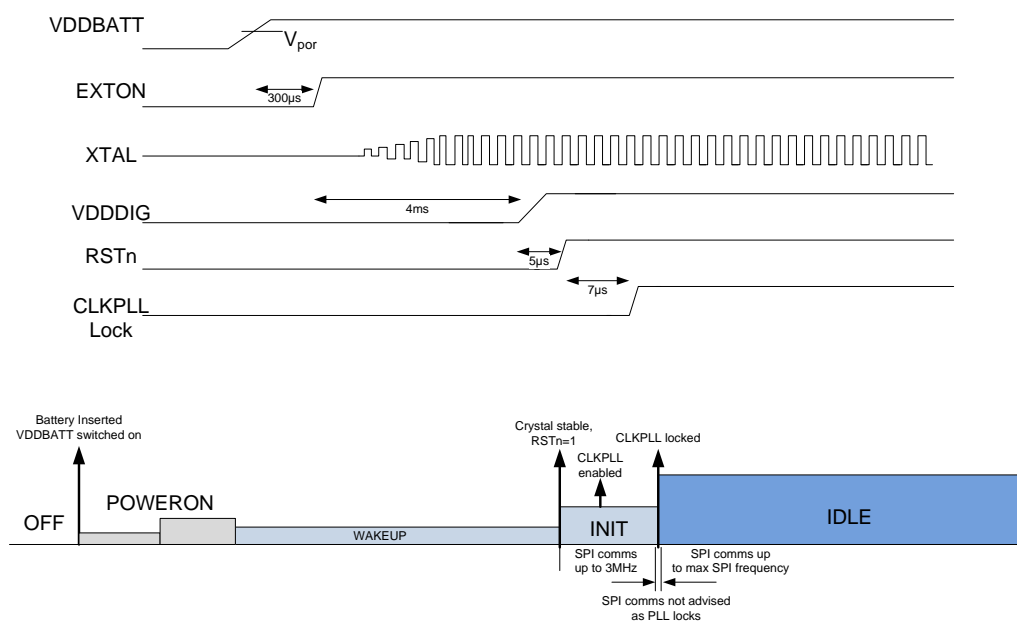 VDDBATT
Vpor
EXTON
300µs
XTAL
4ms
VDDDIG
RSTn
5µs
7µs
CLKPLL
Lock
Battery Inserted
VDDBATT switched on
Crystal stable,
RSTn=1
CLKPLL locked
CLKPLL
enabled
POWERON
OFF
WAKEUP
INIT
IDLE
SPI comms
up to 3MHz
SPI comms up
to max SPI frequency
SPI comms not advised
as PLL locks